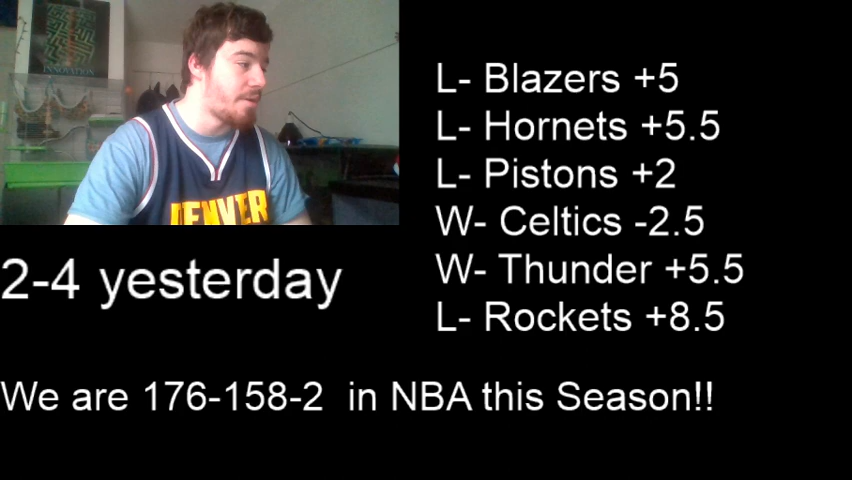 INNOVATION
DENVER
L- Blazers +5
L- Hornets +5.5
L- Pistons +2
W- Celtics -2.5
W- Thunder +5.5
L- Rockets +8.5
2-4 yesterday
We are 176-158-2 in NBA this Season!!